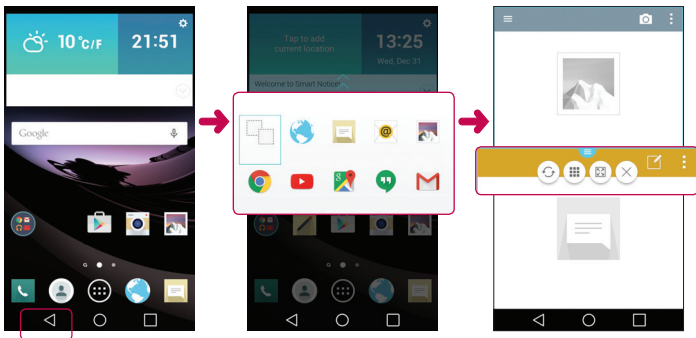 10 °C/F
21:51
Google
G
Tap to add
current location
13:25
Wed, Dec 31
Welcome to Smart Notice!
@